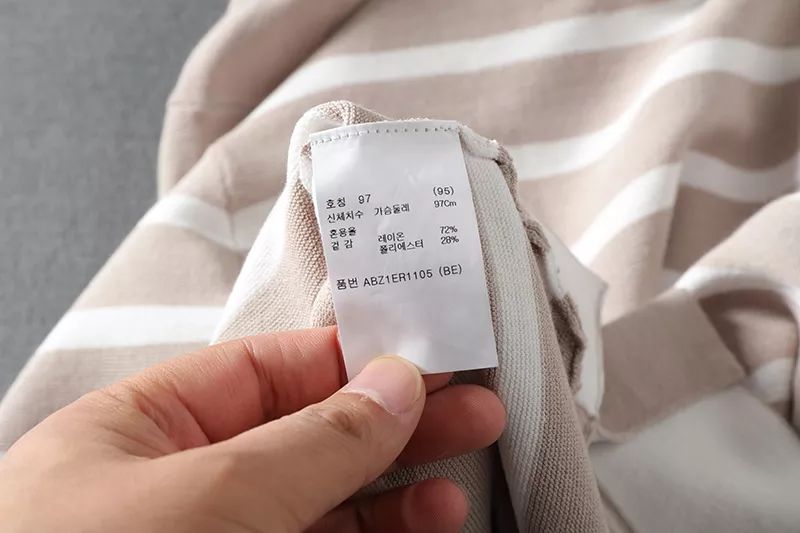 호칭 97 (95)
신체치수 가슴둘레 97Cm
혼용율 72%
겉감 레이온 28%
폴리에스터
품번 ABZ1ER1105 (BE)